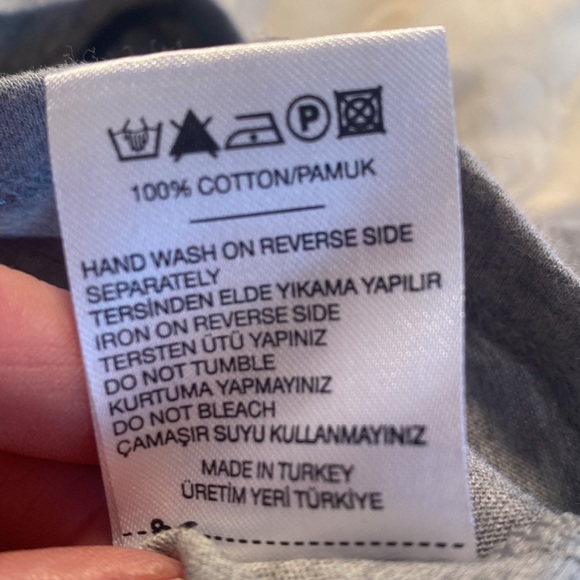 P
100% COTTON/PAMUK
HAND WASH ON REVERSE SIDE
SEPARATELY
TERSİNDEN ELDE YIKAMA YAPILIR
IRON ON REVERSE SIDE
TERSTEN ÜTÜ YAPINIZ
DO NOT TUMBLE
KURTUMA YAPMAYINIZ
DO NOT BLEACH
ÇAMAŞIR SUYU KULLANMAYINIZ
MADE IN TURKEY
ÜRETİM YERİ TÜRKİYE